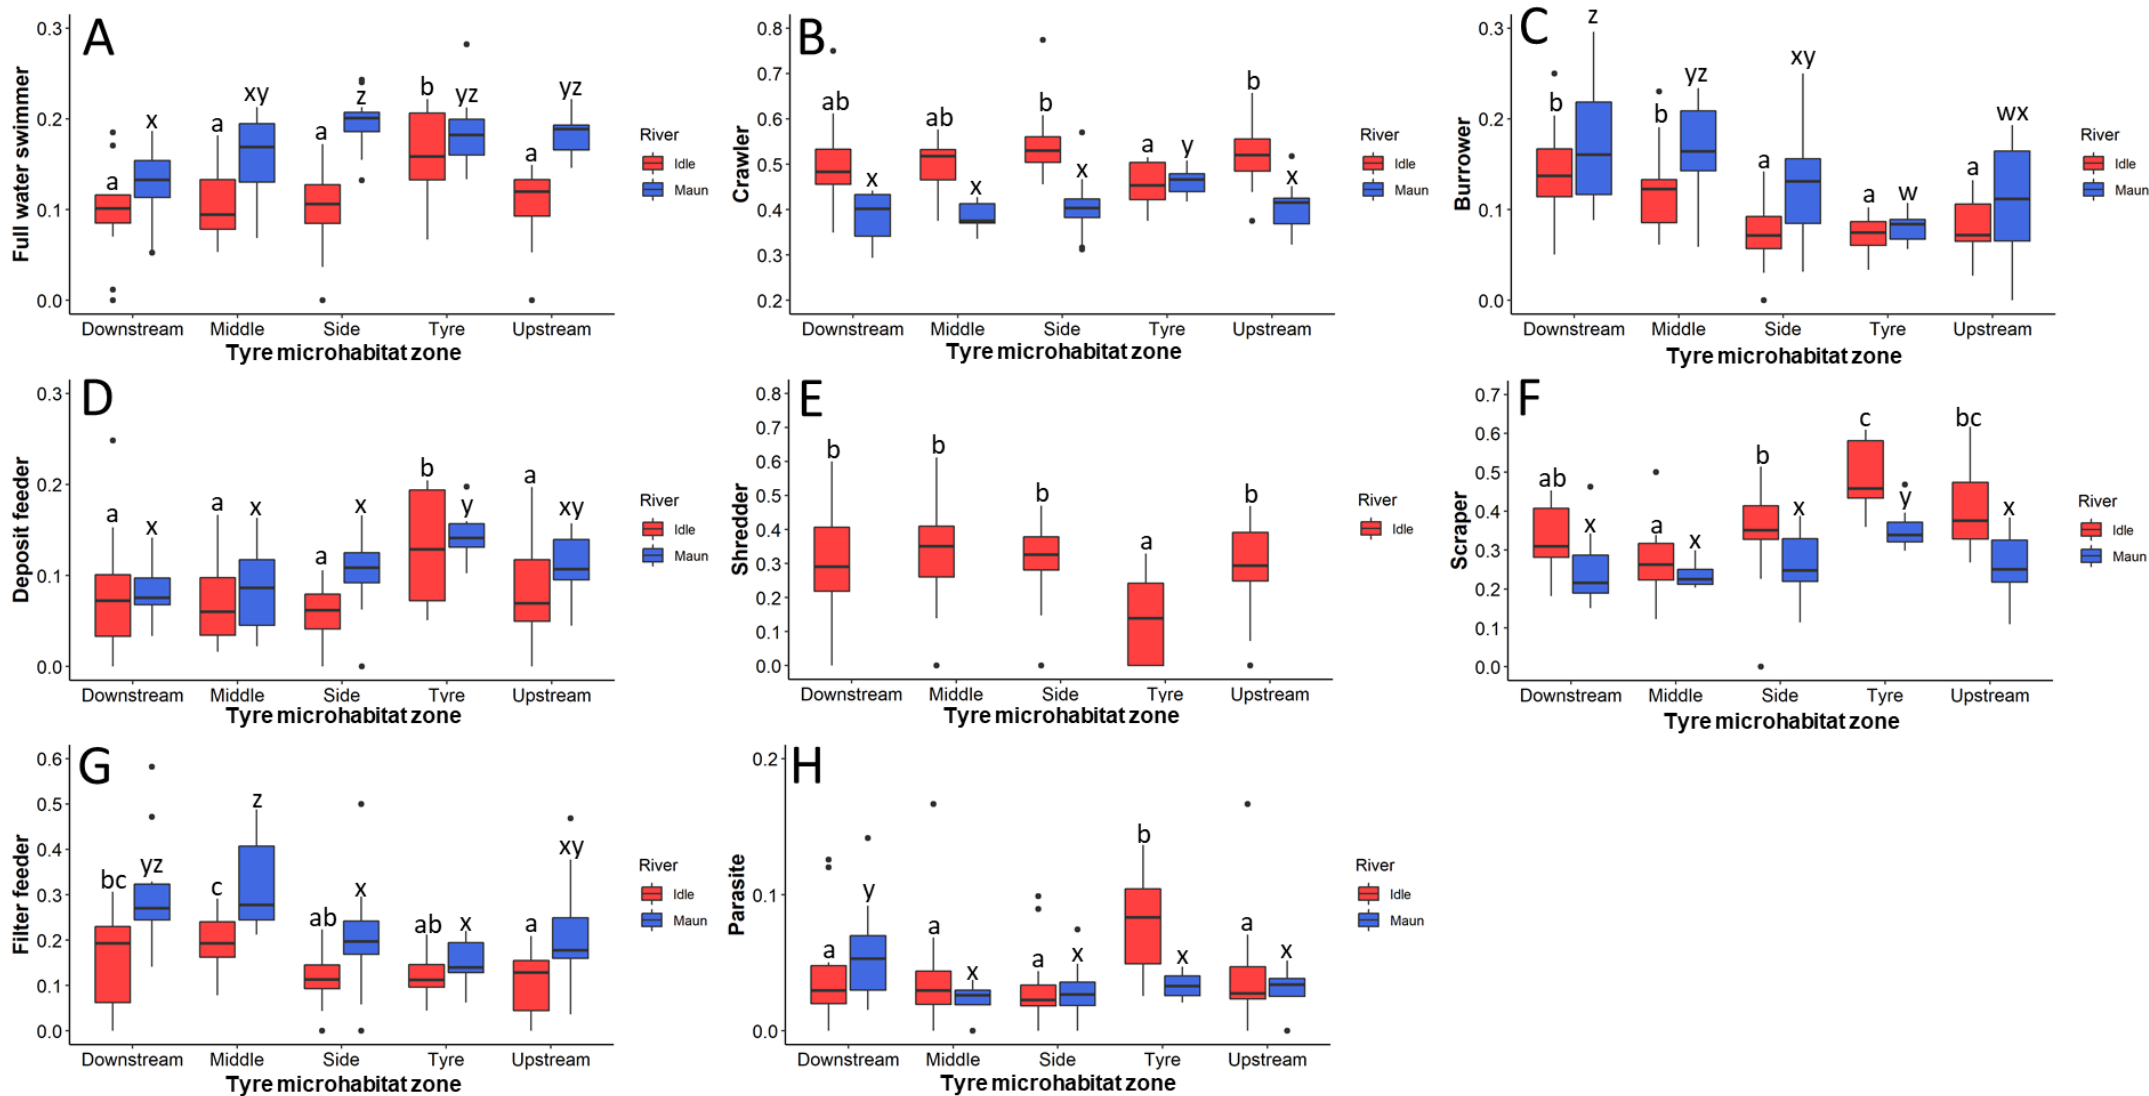 A
Full water swimmer
0.3
0.2
0.1
0.0
a x a xy a z b yz a yz
Downstream Middle Side Tyre Upstream
Tyre microhabitat zone
River
Idle
Maun
B
Crawler
0.8
0.7
0.6
0.5
0.4
0.3
0.2
ab x ab x b x a y b x
Downstream Middle Side Tyre Upstream
Tyre microhabitat zone
River
Idle
Maun
C
Burrower
0.3
0.2
0.1
0.0
b z b yz a xy a w a wx
Downstream Middle Side Tyre Upstream
Tyre microhabitat zone
River
Idle
Maun
D
Deposit feeder
0.3
0.2
0.1
0.0
a x a x a x b y a xy
Downstream Middle Side Tyre Upstream
Tyre microhabitat zone
River
Idle
Maun
E
Shredder
0.8
0.7
0.6
0.5
0.4
0.3
0.2
0.1
0.0
b b b a b
Downstream Middle Side Tyre Upstream
Tyre microhabitat zone
River
Idle
F
Scraper
0.7
0.6
0.5
0.4
0.3
0.2
0.1
0.0
ab x a x b x c y bc x
Downstream Middle Side Tyre Upstream
Tyre microhabitat zone
River
Idle
Maun
G
Filter feeder
0.6
0.5
0.4
0.3
0.2
0.1
0.0
bc yz c z ab x ab x a xy
Downstream Middle Side Tyre Upstream
Tyre microhabitat zone
River
Idle
Maun
H
Parasite
0.2
0.1
0.0
a y a x a x b x a x
Downstream Middle Side Tyre Upstream
Tyre microhabitat zone
River
Idle
Maun